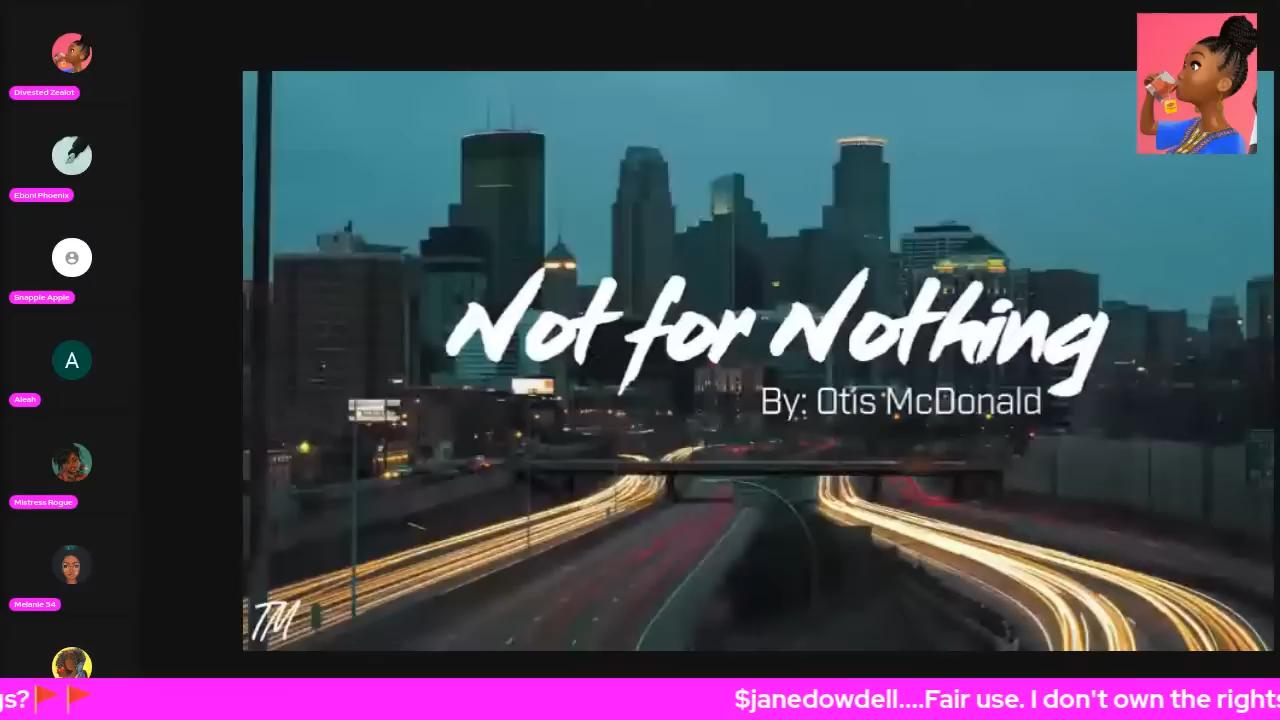 Divested Zealot
Eboni Phoenix
Snapple Apple
A
Aleah
Mistress Rogue
Melanie 54
Not for Nothing
By: Otis McDonald
TM
gs?🚩🚩
$janedowdell....Fair use. I don't own the rights